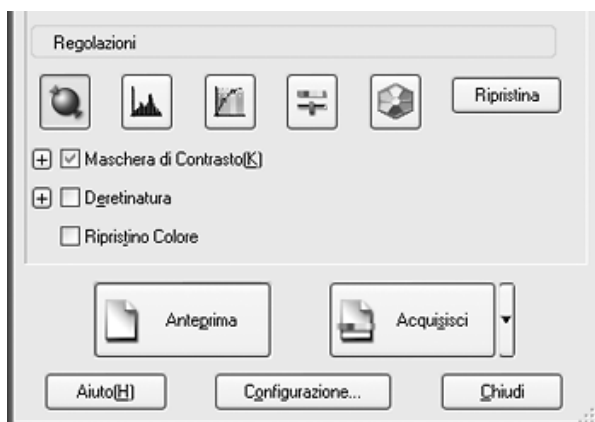 Regolazioni
Ripristina
Maschera di Contrasto(K)
Deretinatura
Ripristino Colore
Anteprima
Acquisisci
Aiuto(H)
Configurazione...
Chiudi